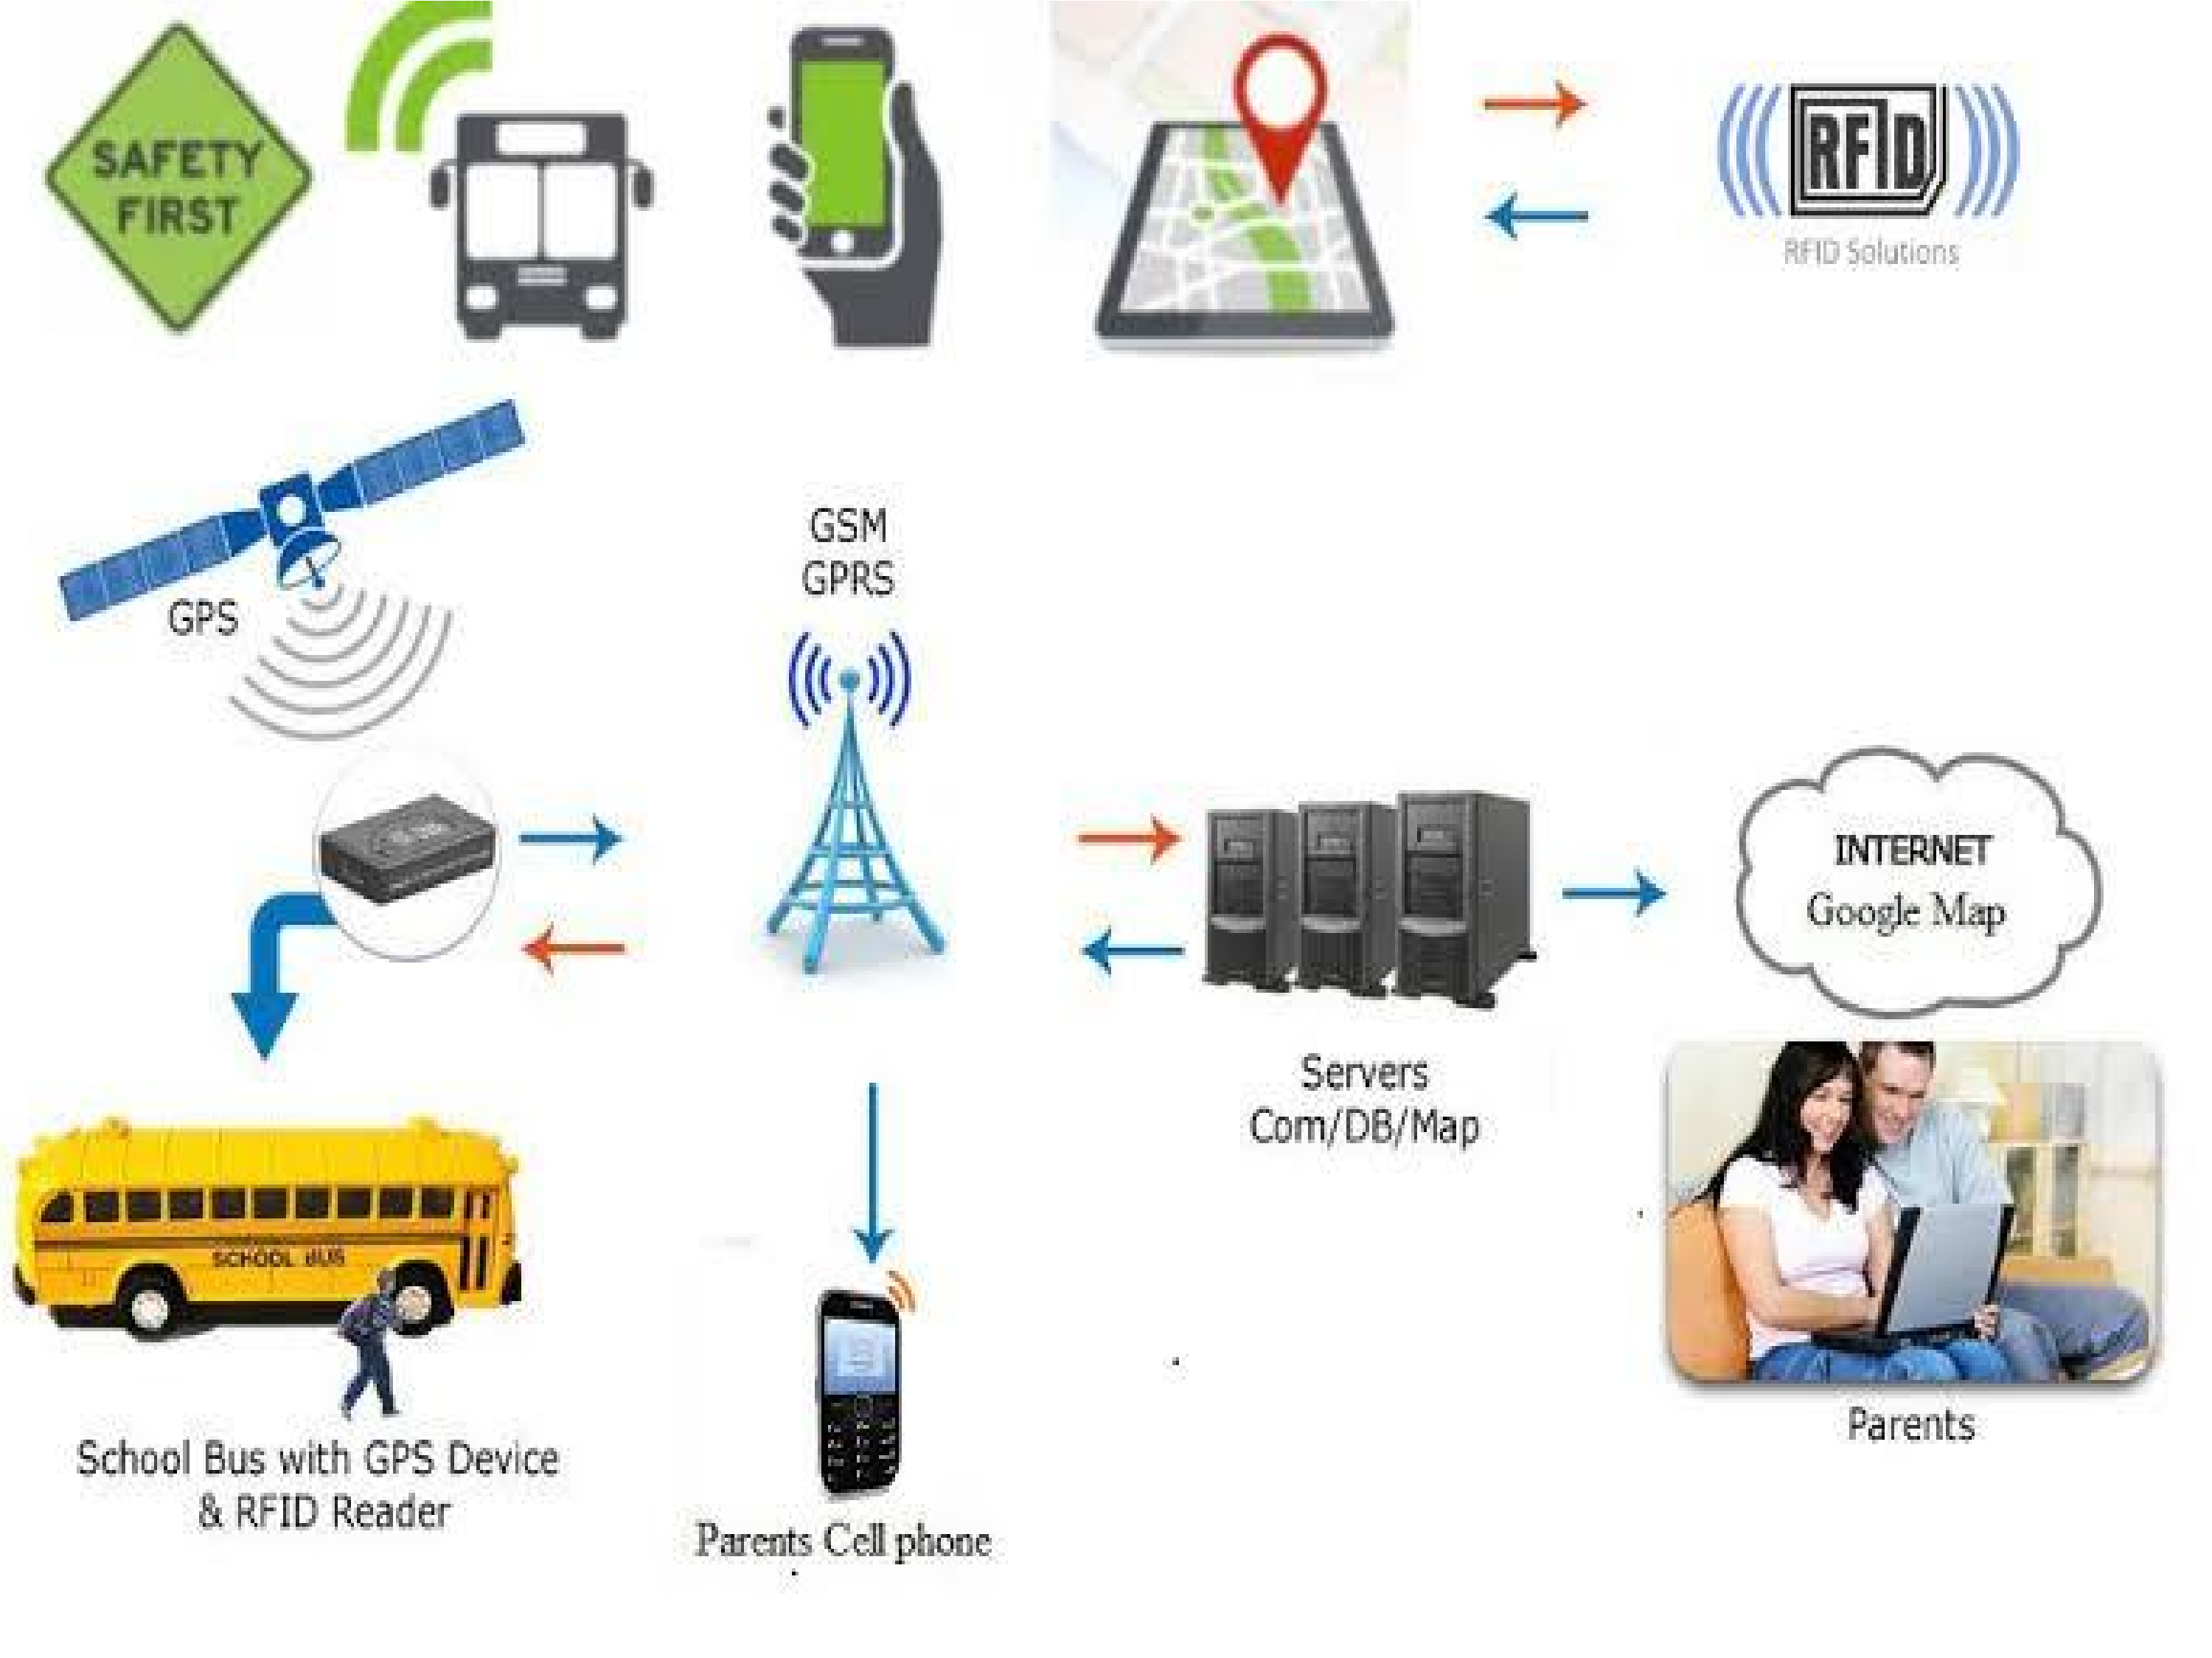 SAFETY
FIRST
RFID
RFID Solutions
GPS
GSM
GPRS
INTERNET
Google Map
Servers
Com/DB/Map
SCHOOL BUS
School Bus with GPS Device
& RFID Reader
Parents Cell phone
Parents